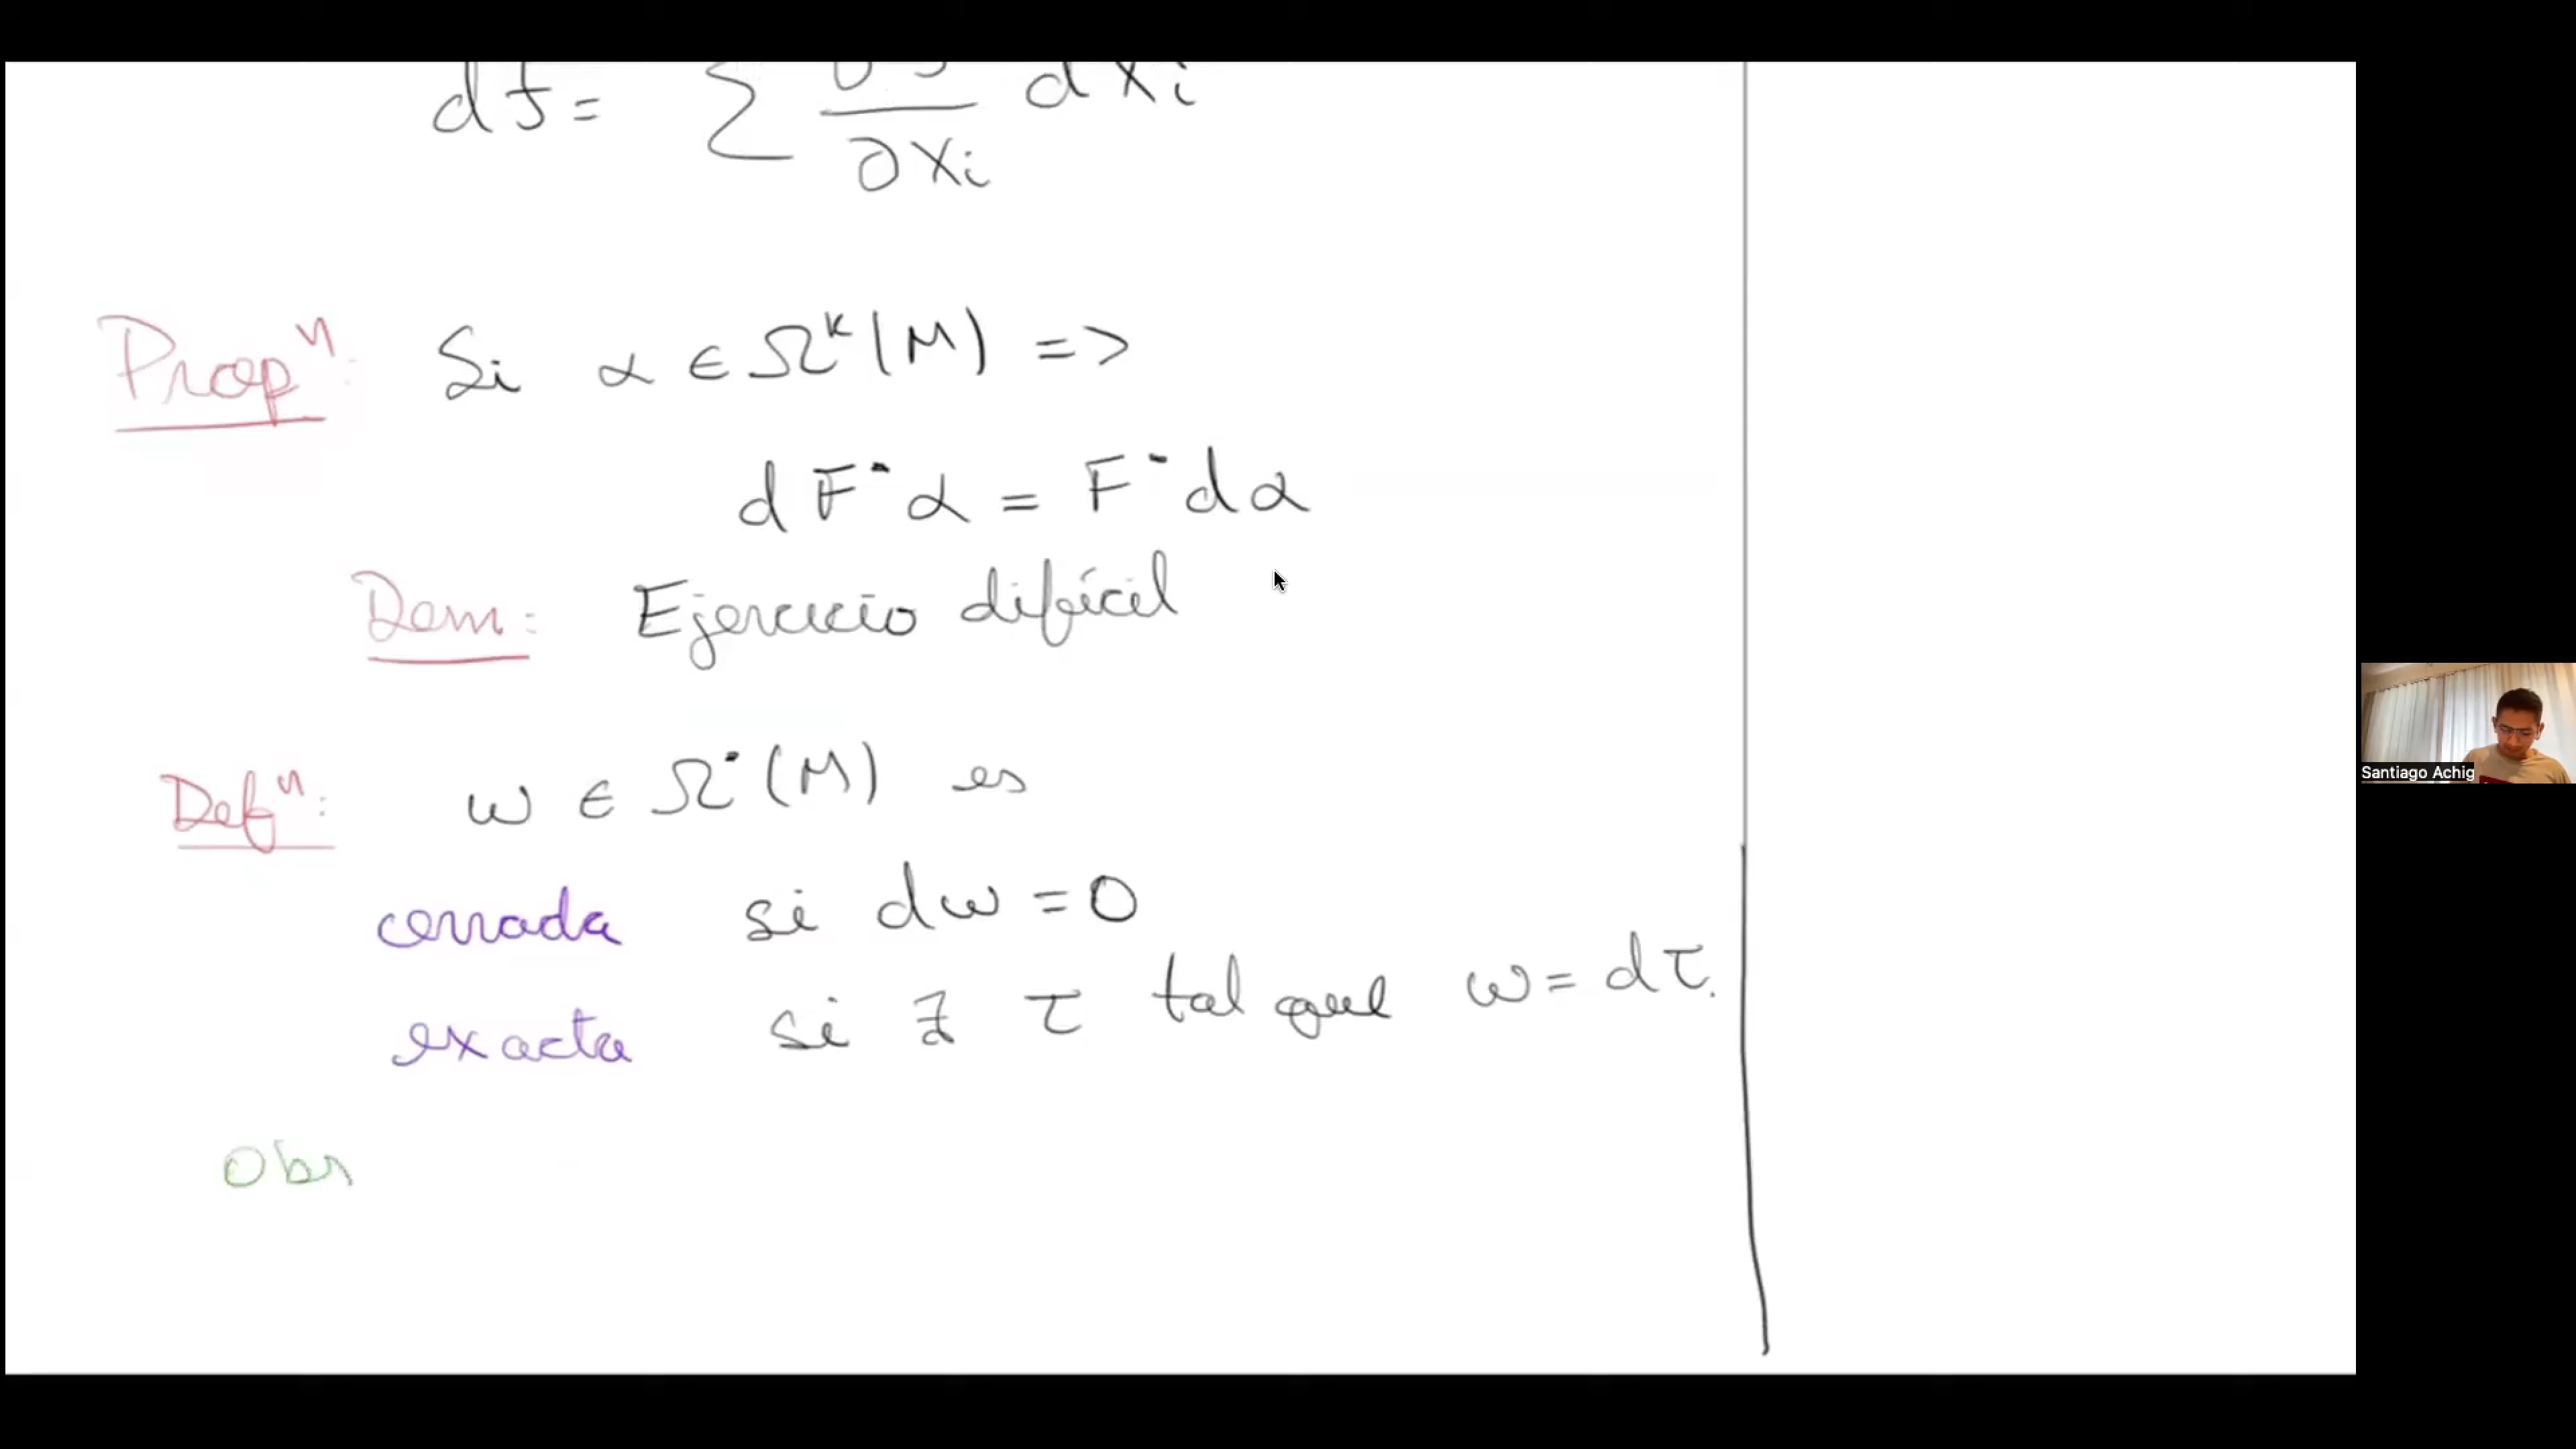 df = ∑ ∂f/∂xi dxi
Propⁿ: Si α ∈ Ωᵏ(M) =>
dF˙α = F˙dα
Dem: Ejercicio difícil
Defⁿ: ω ∈ Ω˙(M) es
cerrada si dω = 0
exacta si ∃ τ tal que ω = dτ.
Obs
Santiago Achig